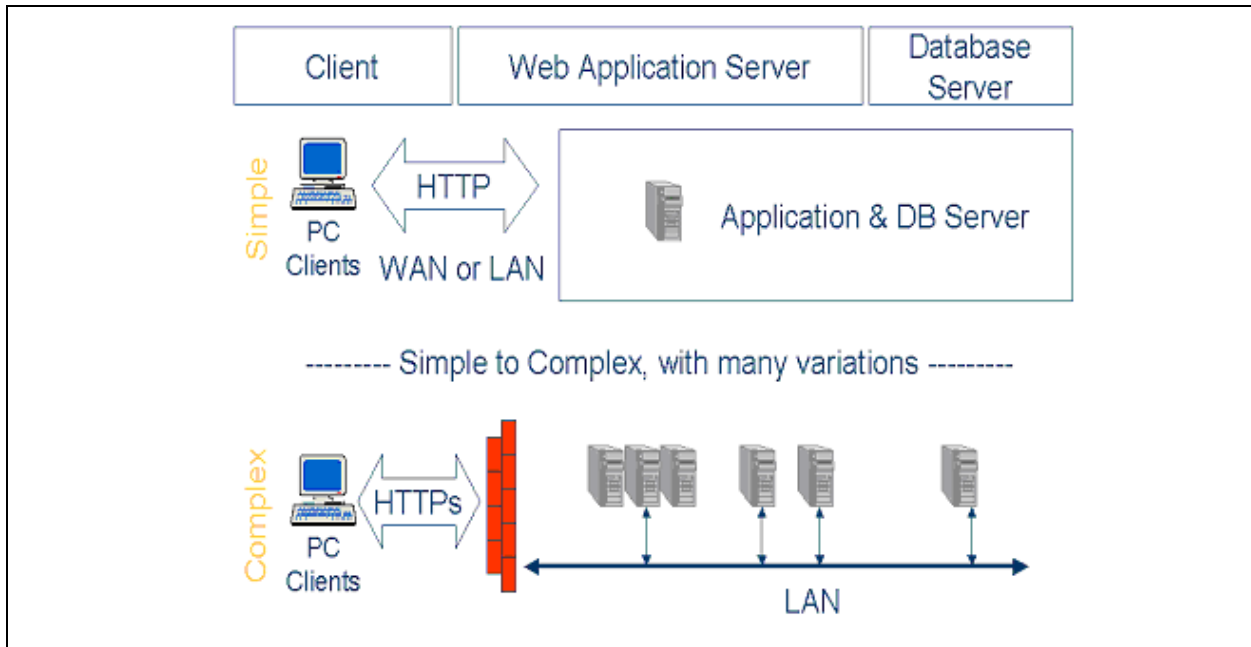 Client
Web Application Server
Database
Server
Simple
PC
Clients
HTTP
WAN or LAN
Application & DB Server
--------- Simple to Complex, with many variations ---------
Complex
PC
Clients
HTTPs
LAN